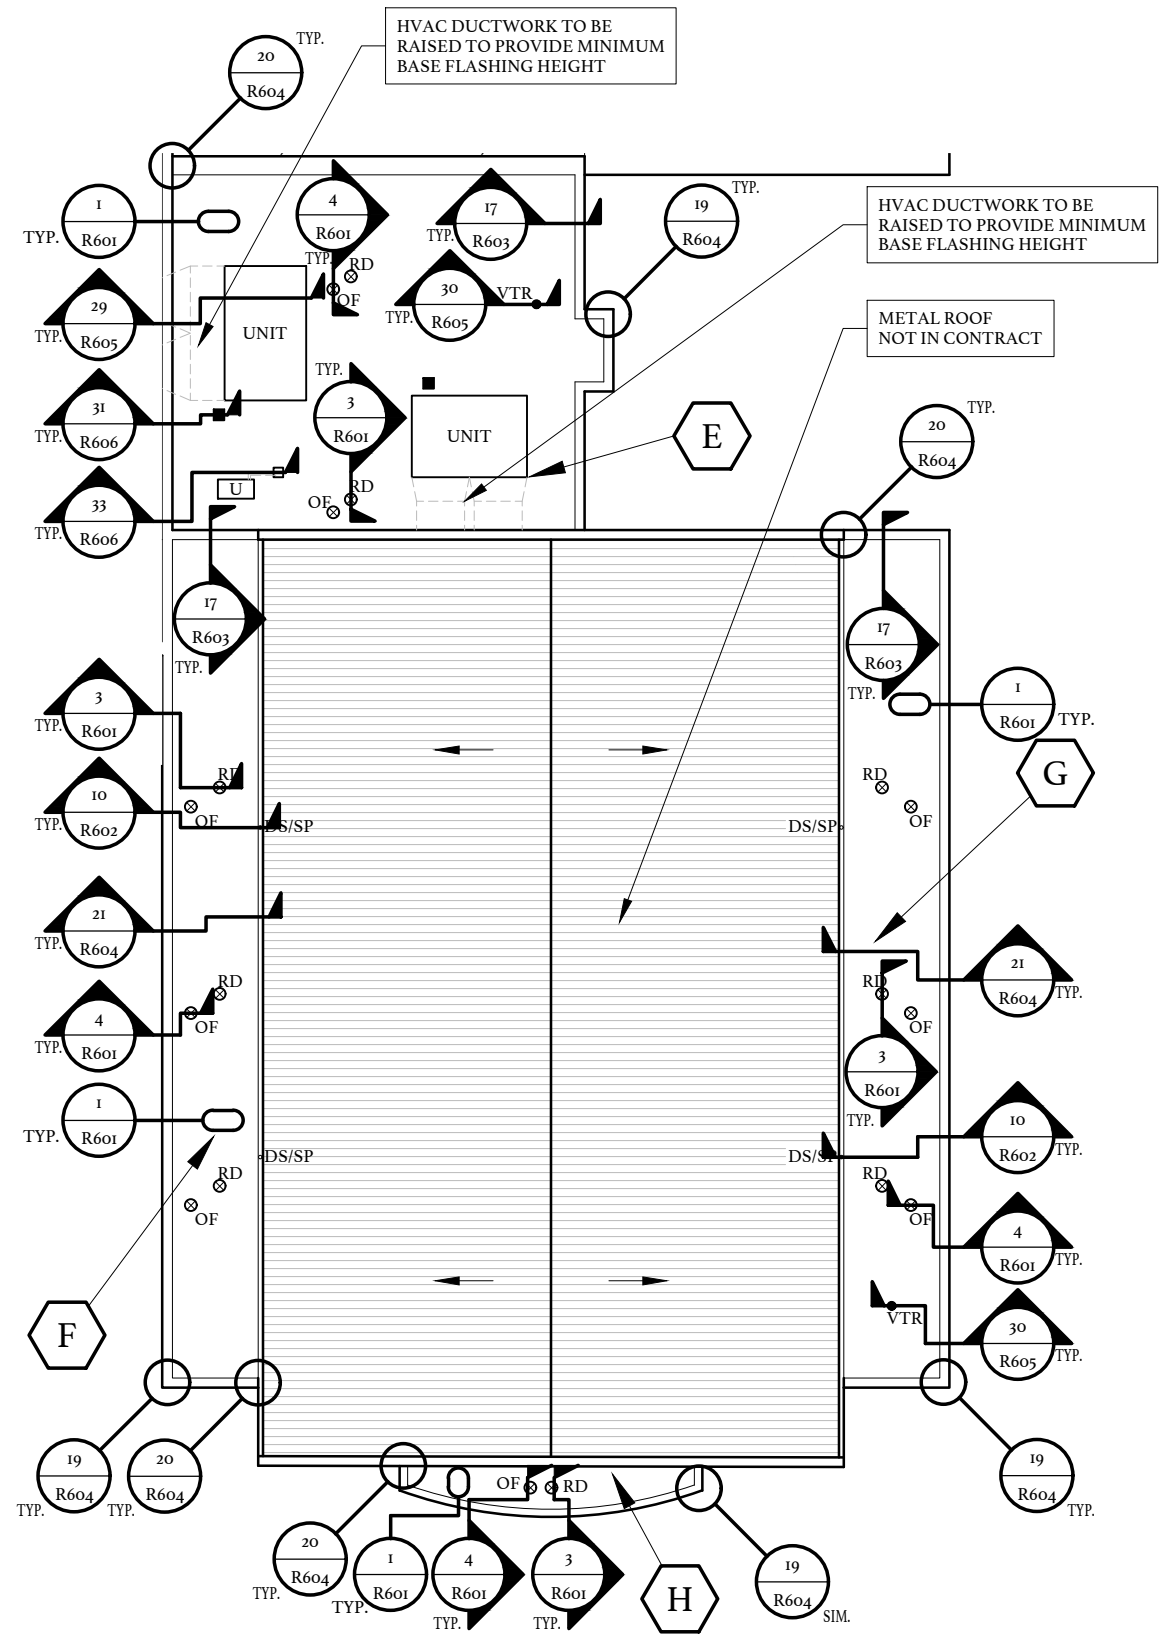 HVAC DUCTWORK TO BE
RAISED TO PROVIDE MINIMUM
BASE FLASHING HEIGHT
TYP.
20
R604
4
R601
TYP.
17
R603
TYP.
19
R604
TYP.
HVAC DUCTWORK TO BE
RAISED TO PROVIDE MINIMUM
BASE FLASHING HEIGHT
1
R601
TYP.
RD
OF
30
R605
TYP.
VTR
29
R605
TYP.
UNIT
METAL ROOF
NOT IN CONTRACT
TYP.
3
R601
31
R606
TYP.
UNIT
E
TYP.
20
R604
33
R606
TYP.
U
RD
OF
17
R603
TYP.
17
R603
TYP.
3
R601
TYP.
1
R601
TYP.
G
RD
OF
10
R602
TYP.
DS/SP
DS/SP
RD
OF
21
R604
TYP.
21
R604
TYP.
RD
OF
4
R601
TYP.
RD
OF
3
R601
TYP.
1
R601
TYP.
10
R602
TYP.
DS/SP
DS/SP
RD
OF
RD
OF
4
R601
TYP.
F
VTR
30
R605
TYP.
19
R604
TYP.
20
R604
TYP.
OF
RD
19
R604
TYP.
20
R604
TYP.
1
R601
TYP.
4
R601
TYP.
3
R601
TYP.
H
19
R604
SIM.